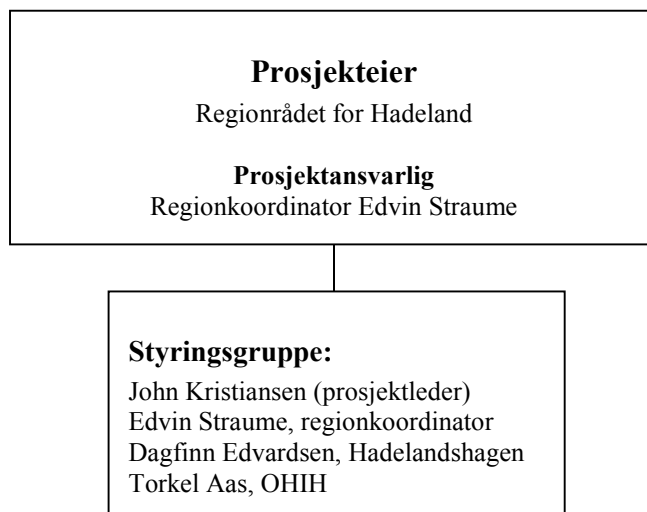 Prosjekteier
Regionrådet for Hadeland
Prosjektansvarlig
Regionkoordinator Edvin Straume
Styringsgruppe:
John Kristiansen (prosjektleder)
Edvin Straume, regionkoordinator
Dagfinn Edvardsen, Hadelandshagen
Torkel Aas, OHIH